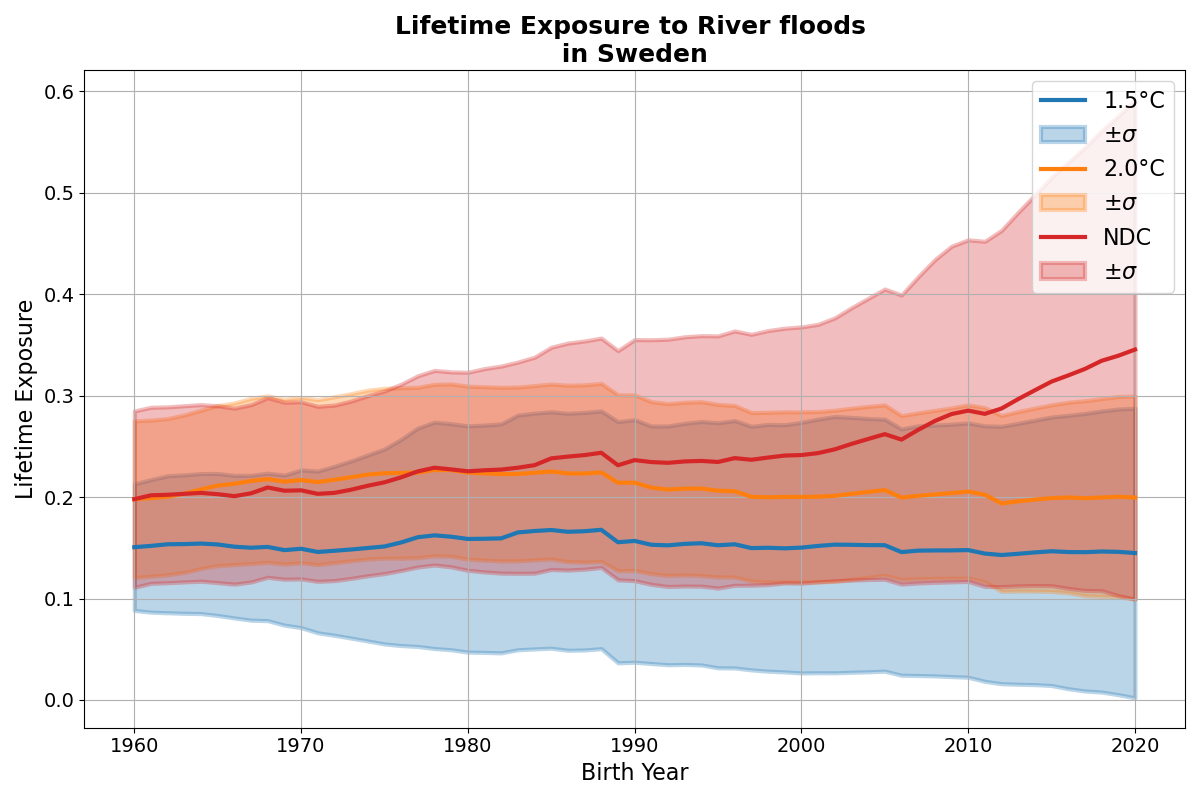 Lifetime Exposure to River floods
in Sweden
0.6
0.5
0.4
0.3
0.2
0.1
0.0
Lifetime Exposure
1.5°C
±σ
2.0°C
±σ
NDC
±σ
1960 1970 1980 1990 2000 2010 2020
Birth Year